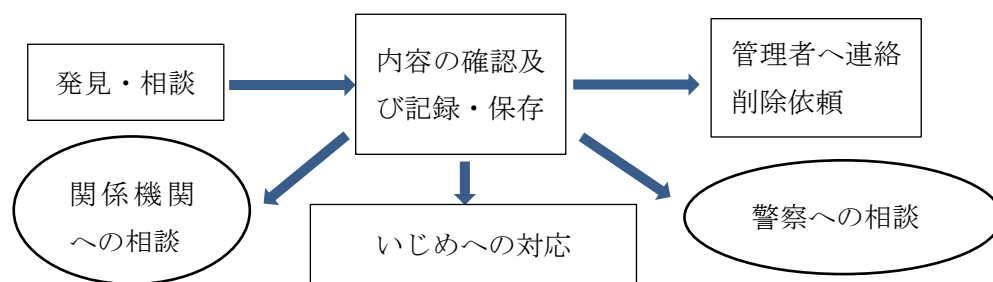 発見・相談
内容の確認及
び記録・保存
管理者へ連絡
削除依頼
関係機関
への相談
いじめへの対応
警察への相談